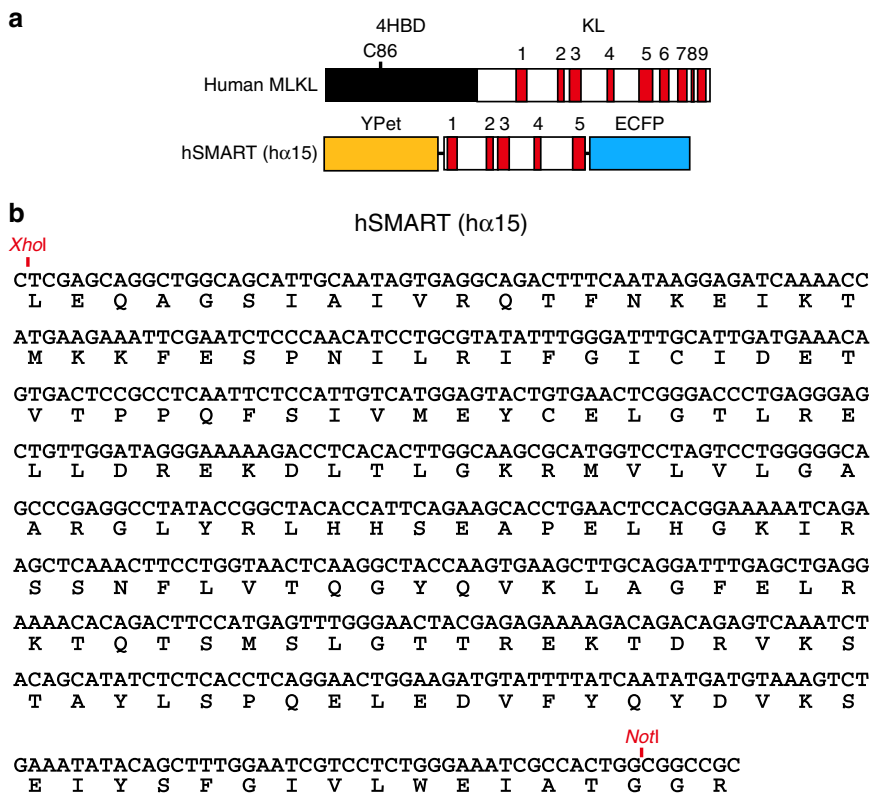 a
4HBD KL
C86
1 2 3 4 5 6 7 8 9
Human MLKL
YPet 1 2 3 4 5 ECFP
hSMART (hα15)
b
hSMART (hα15)
XhoI
CTCGAGCAGGCTGGCAGCATTGCAATAGTGAGGCAGACTTTCAATAAGGAGATCAAAACC
L E Q A G S I A I V R Q T F N K E I K T
ATGAAGAAATTCGAATCTCCCAACATCCTGCGTATATTTGGGATTTGCATTGATGAAACA
M K K F E S P N I L R I F G I C I D E T
GTGACTCCGCCTCAATTCTCCATTGTCATGGAGTACTGTGAACTCGGGACCCTGAGGGAG
V T P P Q F S I V M E Y C E L G T L R E
CTGTTGGATAGGGAAAAAGACCTCACACTTGGCAAGCGCATGGTCCTAGTCCTGGGGGCA
L L D R E K D L T L G K R M V L V L G A
GCCCGAGGCCTATACCGGCTACACCATTCAGAAGCACCTGAACTCCACGGAAAAATCAGA
A R G L Y R L H H S E A P E L H G K I R
AGCTCAAACTTCCTGGTAACTCAAGGCTACCAAGTGAAGCTTGCAGGATTTGAGCTGAGG
S S N F L V T Q G Y Q V K L A G F E L R
AAAACACAGACTTCCATGAGTTTGGGAACTACGAGAGAAAAGACAGACAGAGTCAAATCT
K T Q T S M S L G T T R E K T D R V K S
ACAGCATATCTCTCACCTCAGGAACTGGAAGATGTATTTTATCAATATGATGTAAAGTCT
T A Y L S P Q E L E D V F Y Q Y D V K S
NotI
GAAATATACAGCTTTGGAATCGTCCTCTGGGAAATCGCCACTGGCGGCCGC
E I Y S F G I V L W E I A T G G R